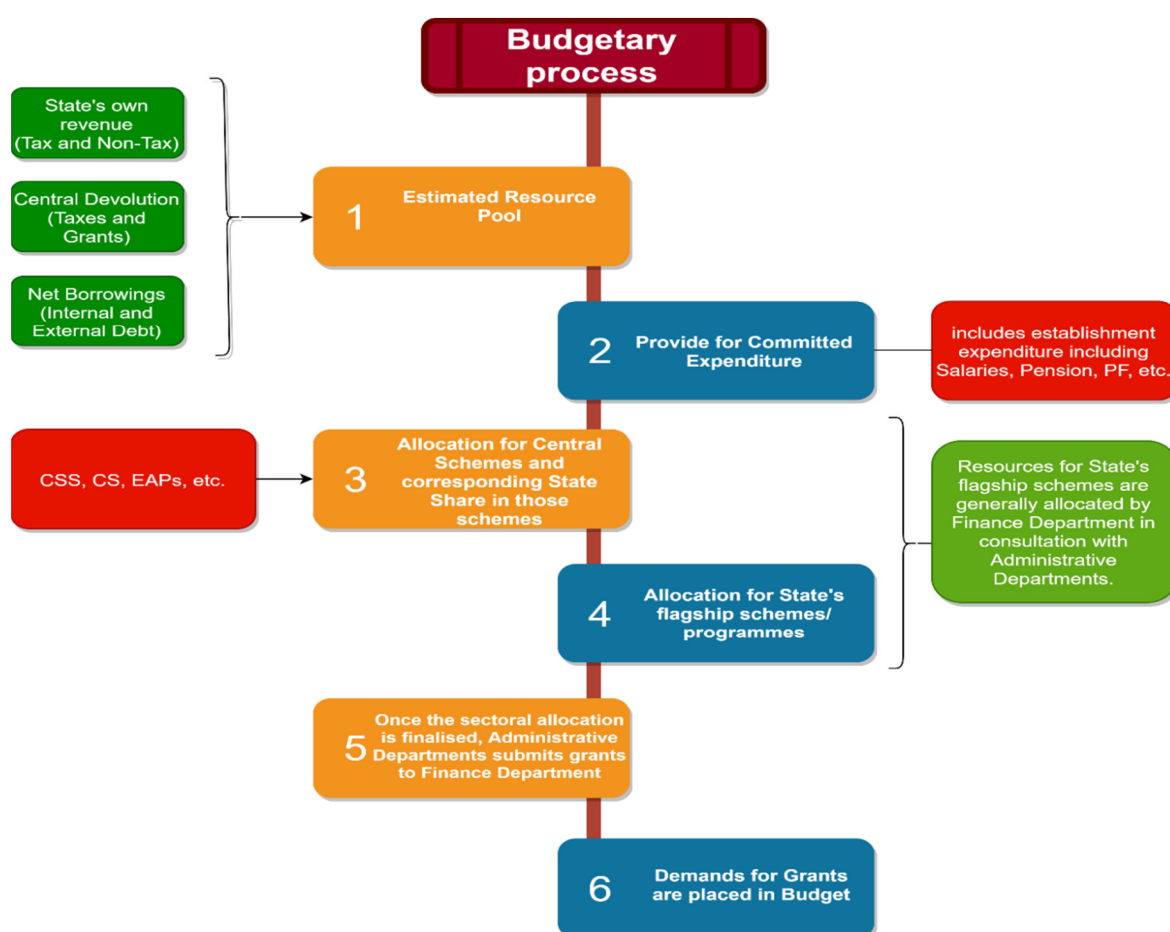 Budgetary
process
State's own
revenue
(Tax and Non-Tax)
Central Devolution
(Taxes and
Grants)
Net Borrowings
(Internal and
External Debt)
1
Estimated Resource
Pool
2
Provide for Committed
Expenditure
includes establishment
expenditure including
Salaries, Pension, PF, etc.
CSS, CS, EAPs, etc.
3
Allocation for Central
Schemes and
corresponding State
Share in those
schemes
Resources for State's
flagship schemes are
generally allocated by
Finance Department in
consultation with
Administrative
Departments.
4
Allocation for State's
flagship schemes/
programmes
5
Once the sectoral allocation
is finalised, Administrative
Departments submits grants
to Finance Department
6
Demands for Grants
are placed in Budget